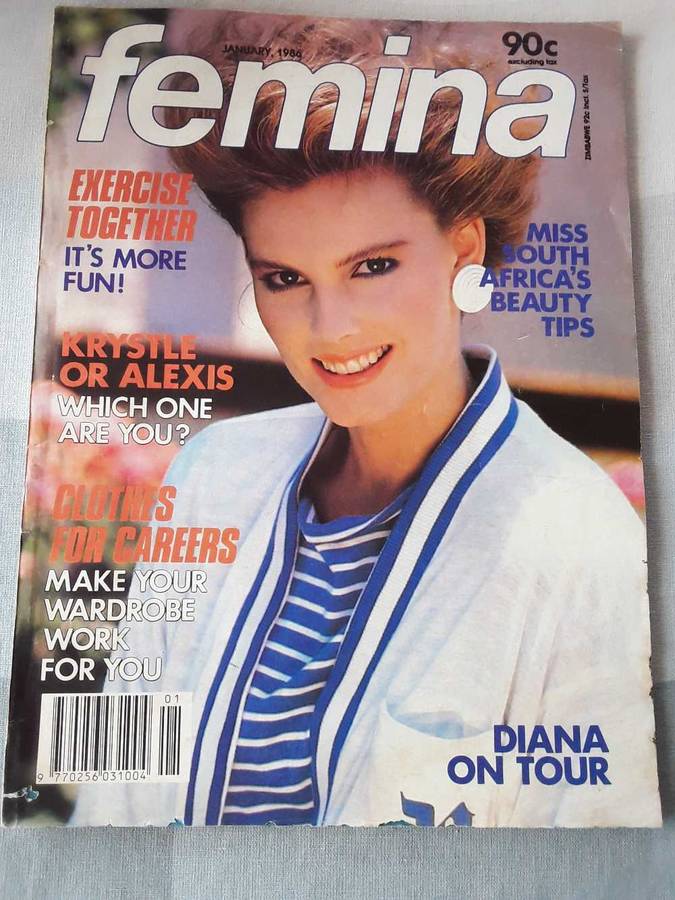 JANUARY, 1986
femina
90c
excluding tax
ZIMBABWE 92c incl. S/Tax
EXERCISE
TOGETHER
IT'S MORE
FUN!
MISS
SOUTH
AFRICA'S
BEAUTY
TIPS
KRYSTLE
OR ALEXIS
WHICH ONE
ARE YOU?
CLOTHES
FOR CAREERS
MAKE YOUR
WARDROBE
WORK
FOR YOU
DIANA
ON TOUR
01
9 770256 031004